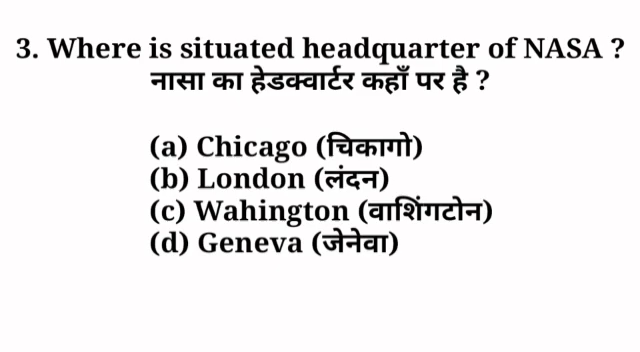 3. Where is situated headquarter of NASA ?
नासा का हेडक्वार्टर कहाँ पर है ?
(a) Chicago (चिकागो)
(b) London (लंदन)
(c) Wahington (वाशिंगटोन)
(d) Geneva (जेनेवा)